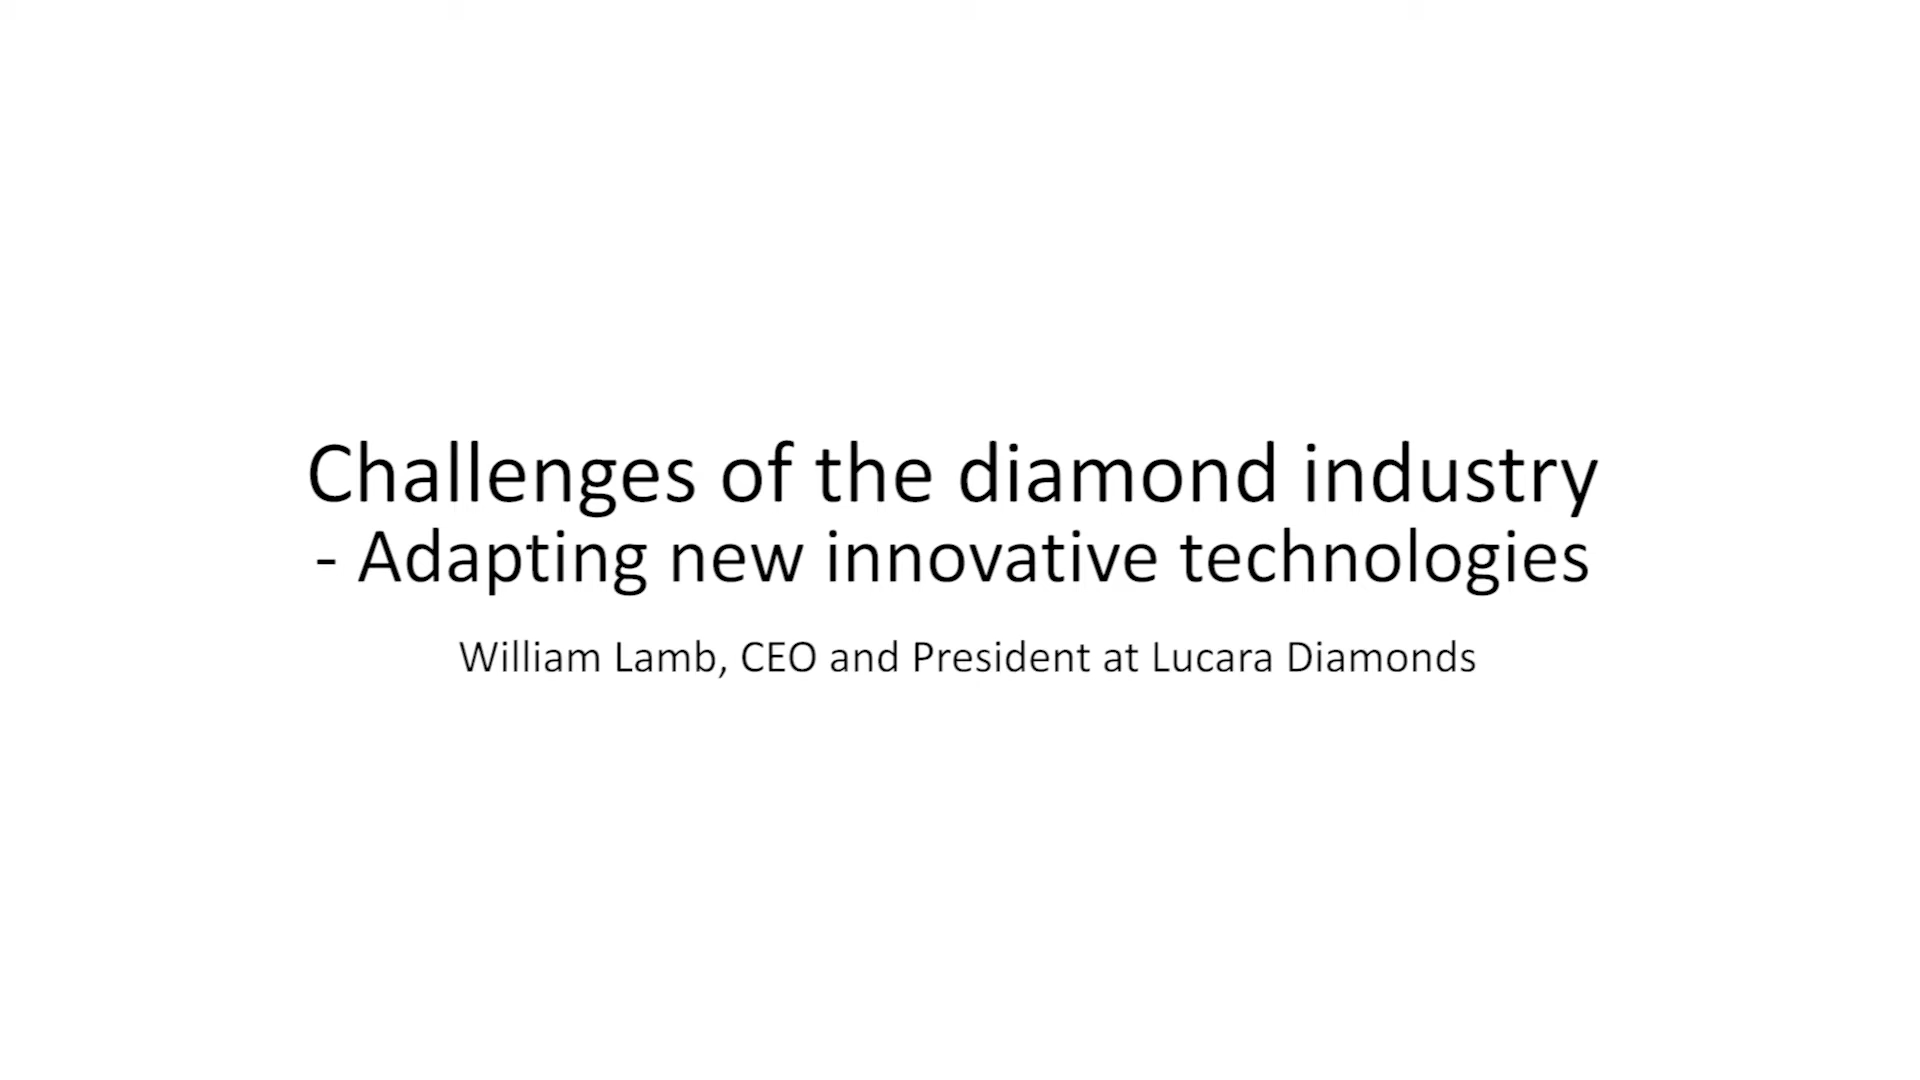 Challenges of the diamond industry
- Adapting new innovative technologies
William Lamb, CEO and President at Lucara Diamonds